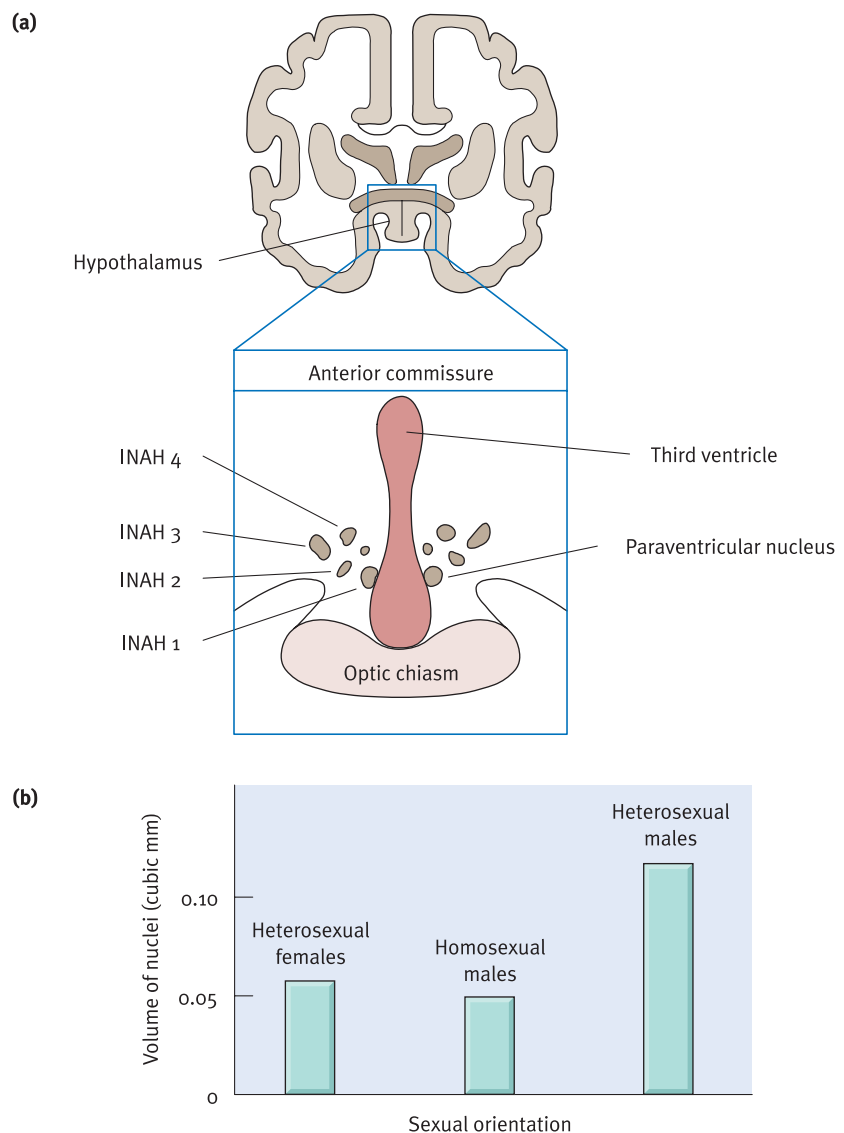 (a)
Hypothalamus
Anterior commissure
INAH 4
Third ventricle
INAH 3
Paraventricular nucleus
INAH 2
INAH 1
Optic chiasm
(b)
Volume of nuclei (cubic mm)
0.10
0.05
0
Heterosexual
females
Homosexual
males
Heterosexual
males
Sexual orientation